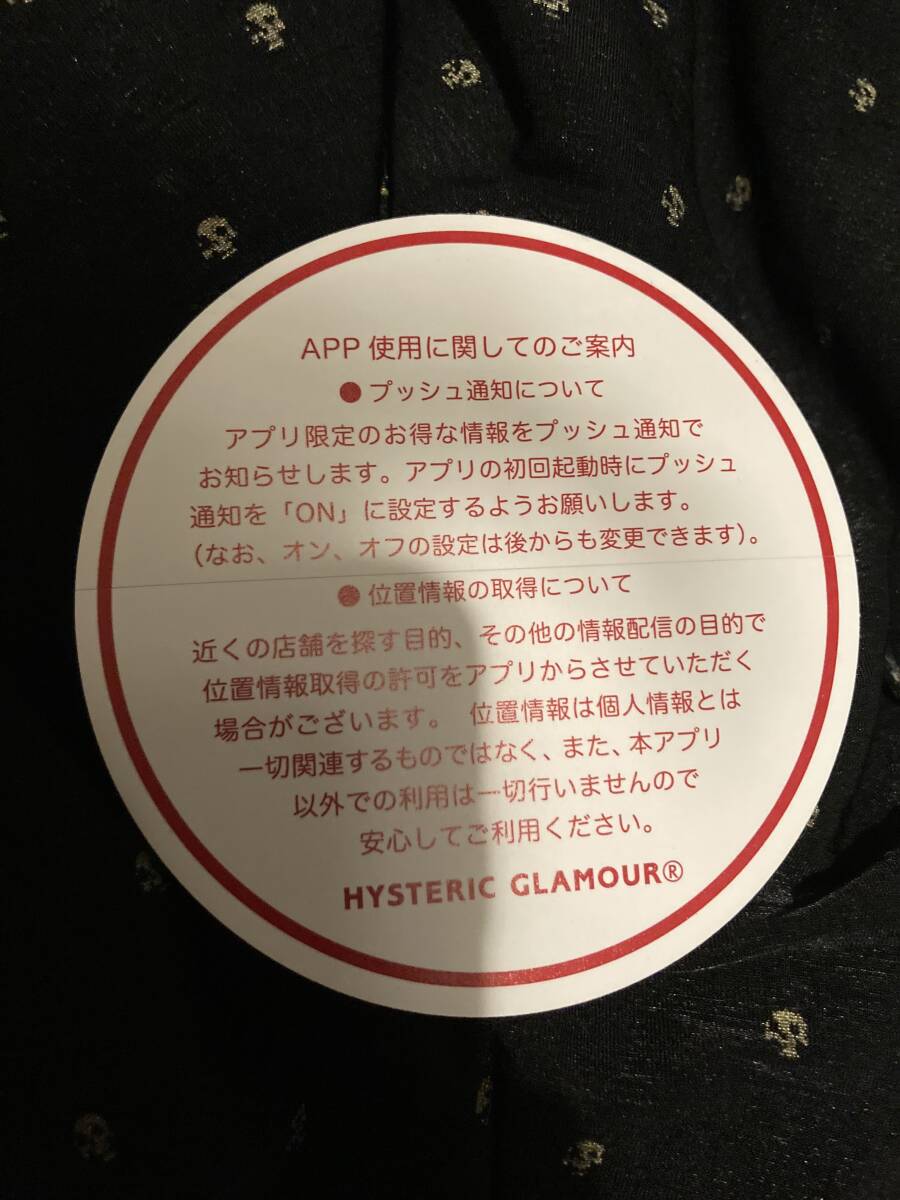 APP 使用に関してのご案内
● プッシュ通知について
アプリ限定のお得な情報をプッシュ通知で
お知らせします。アプリの初回起動時にプッシュ
通知を「ON」に設定するようお願いします。
(なお、オン、オフの設定は後からも変更できます)。
● 位置情報の取得について
近くの店舗を探す目的、その他の情報配信の目的で
位置情報取得の許可をアプリからさせていただく
場合がございます。 位置情報は個人情報とは
一切関連するものではなく、また、本アプリ
以外での利用は一切行いませんので
安心してご利用ください。
HYSTERIC GLAMOUR®